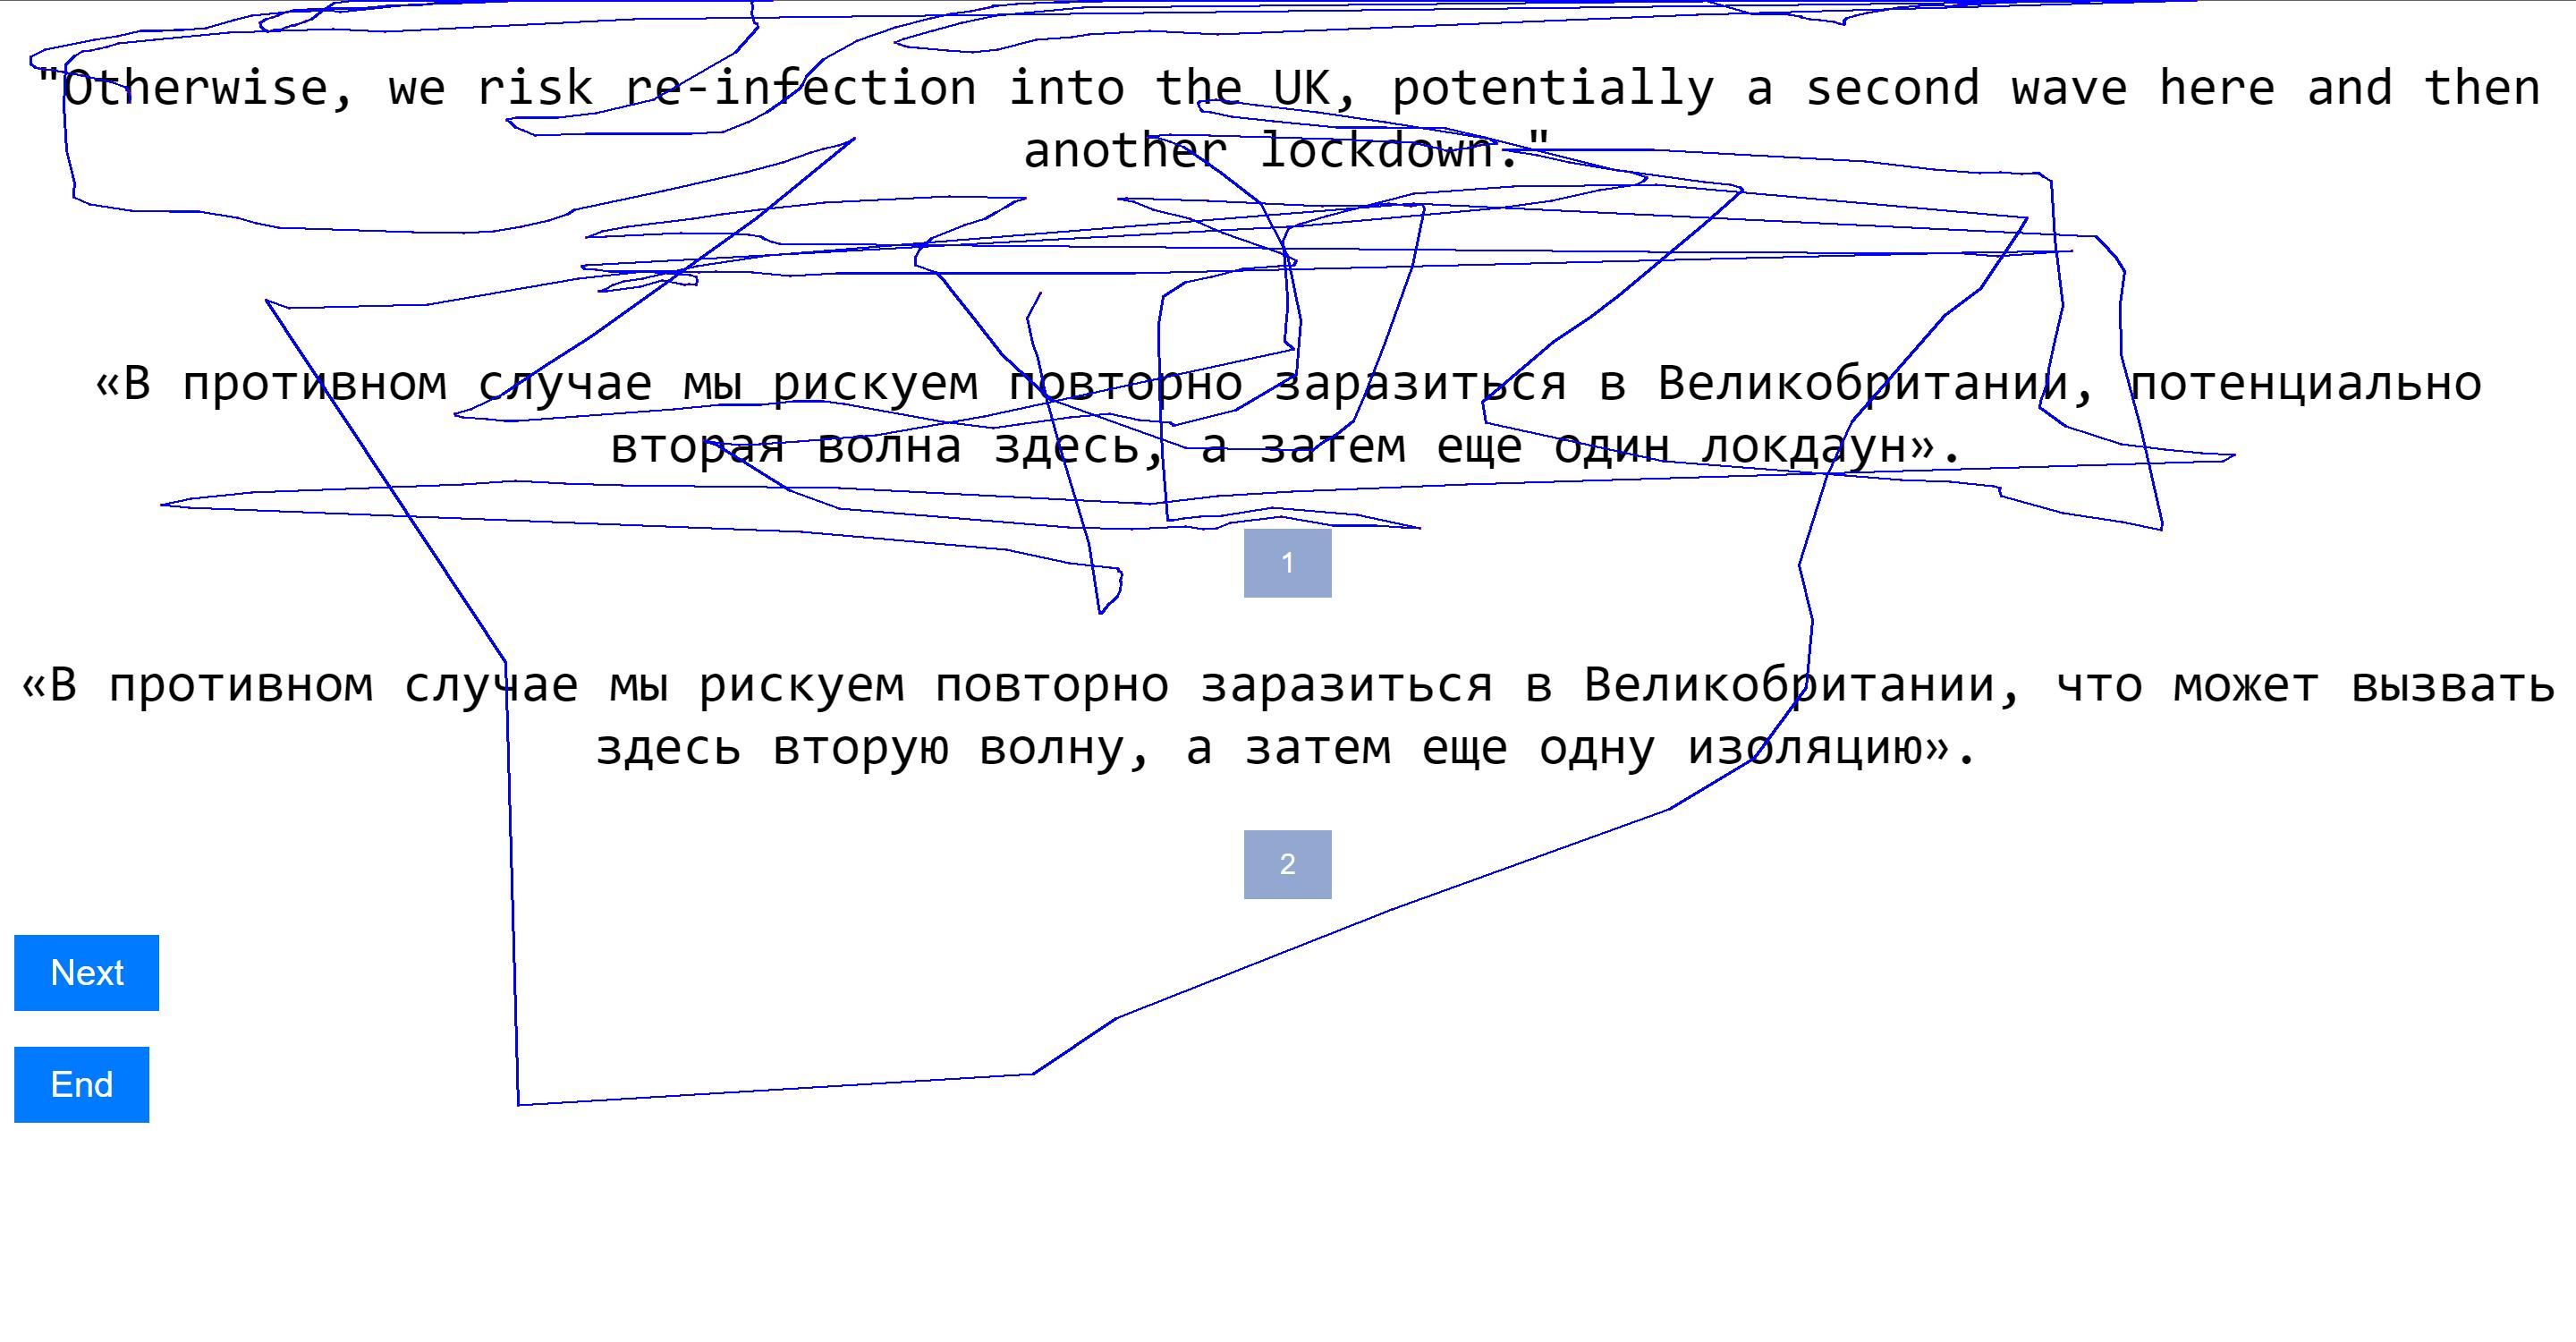 "Otherwise, we risk re-infection into the UK, potentially a second wave here and then
another lockdown."
«В противном случае мы рискуем повторно заразиться в Великобритании, потенциально
вторая волна здесь, а затем еще один локдаун».
1
«В противном случае мы рискуем повторно заразиться в Великобритании, что может вызвать
здесь вторую волну, а затем еще одну изоляцию».
2
Next
End